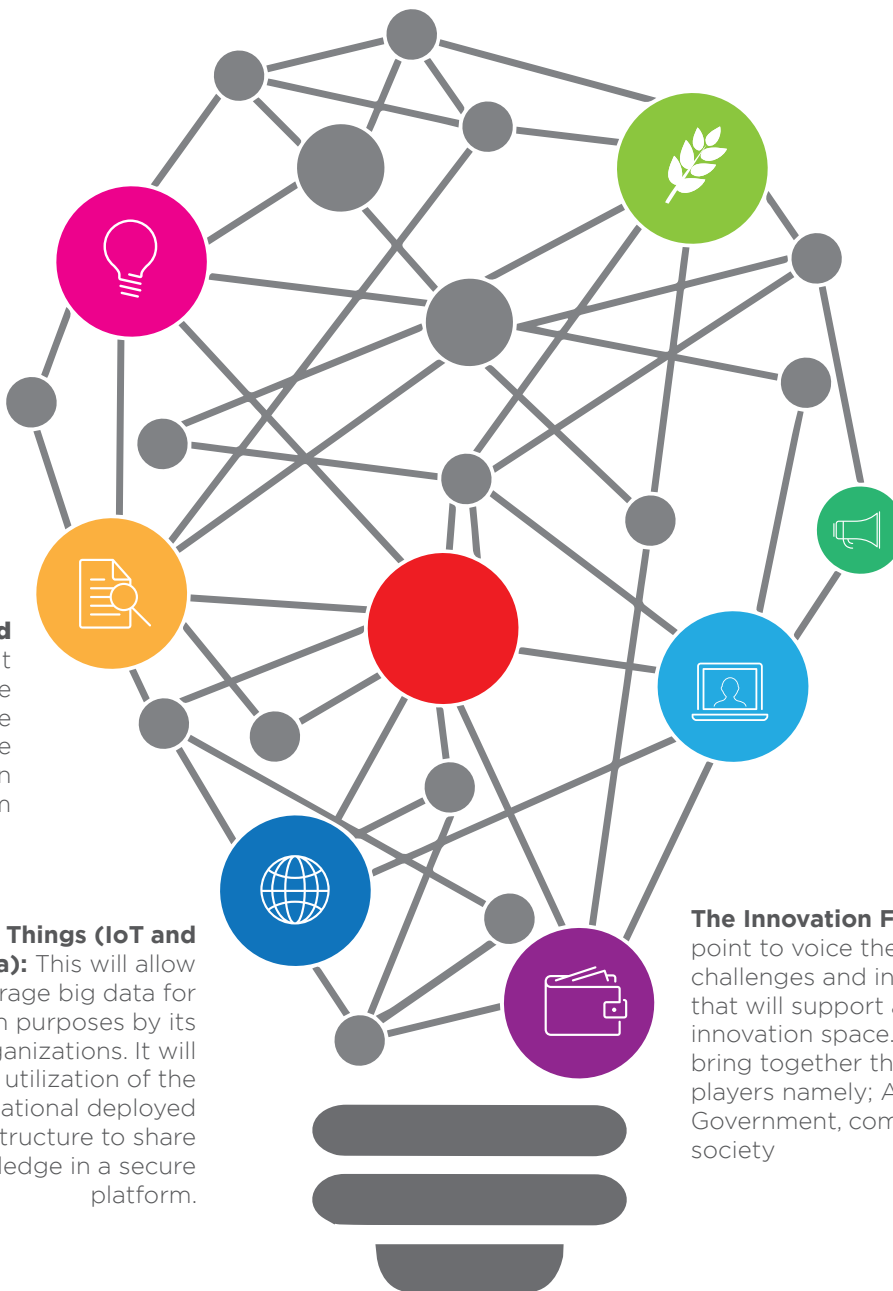 d
t
e
e
e
n
m
Things (IoT and
a): This will allow
rage big data for
n purposes by its
ganizations. It will
utilization of the
ational deployed
structure to share
ledge in a secure
platform.
The Innovation F
point to voice the
challenges and in
that will support a
innovation space.
bring together th
players namely; A
Government, com
society